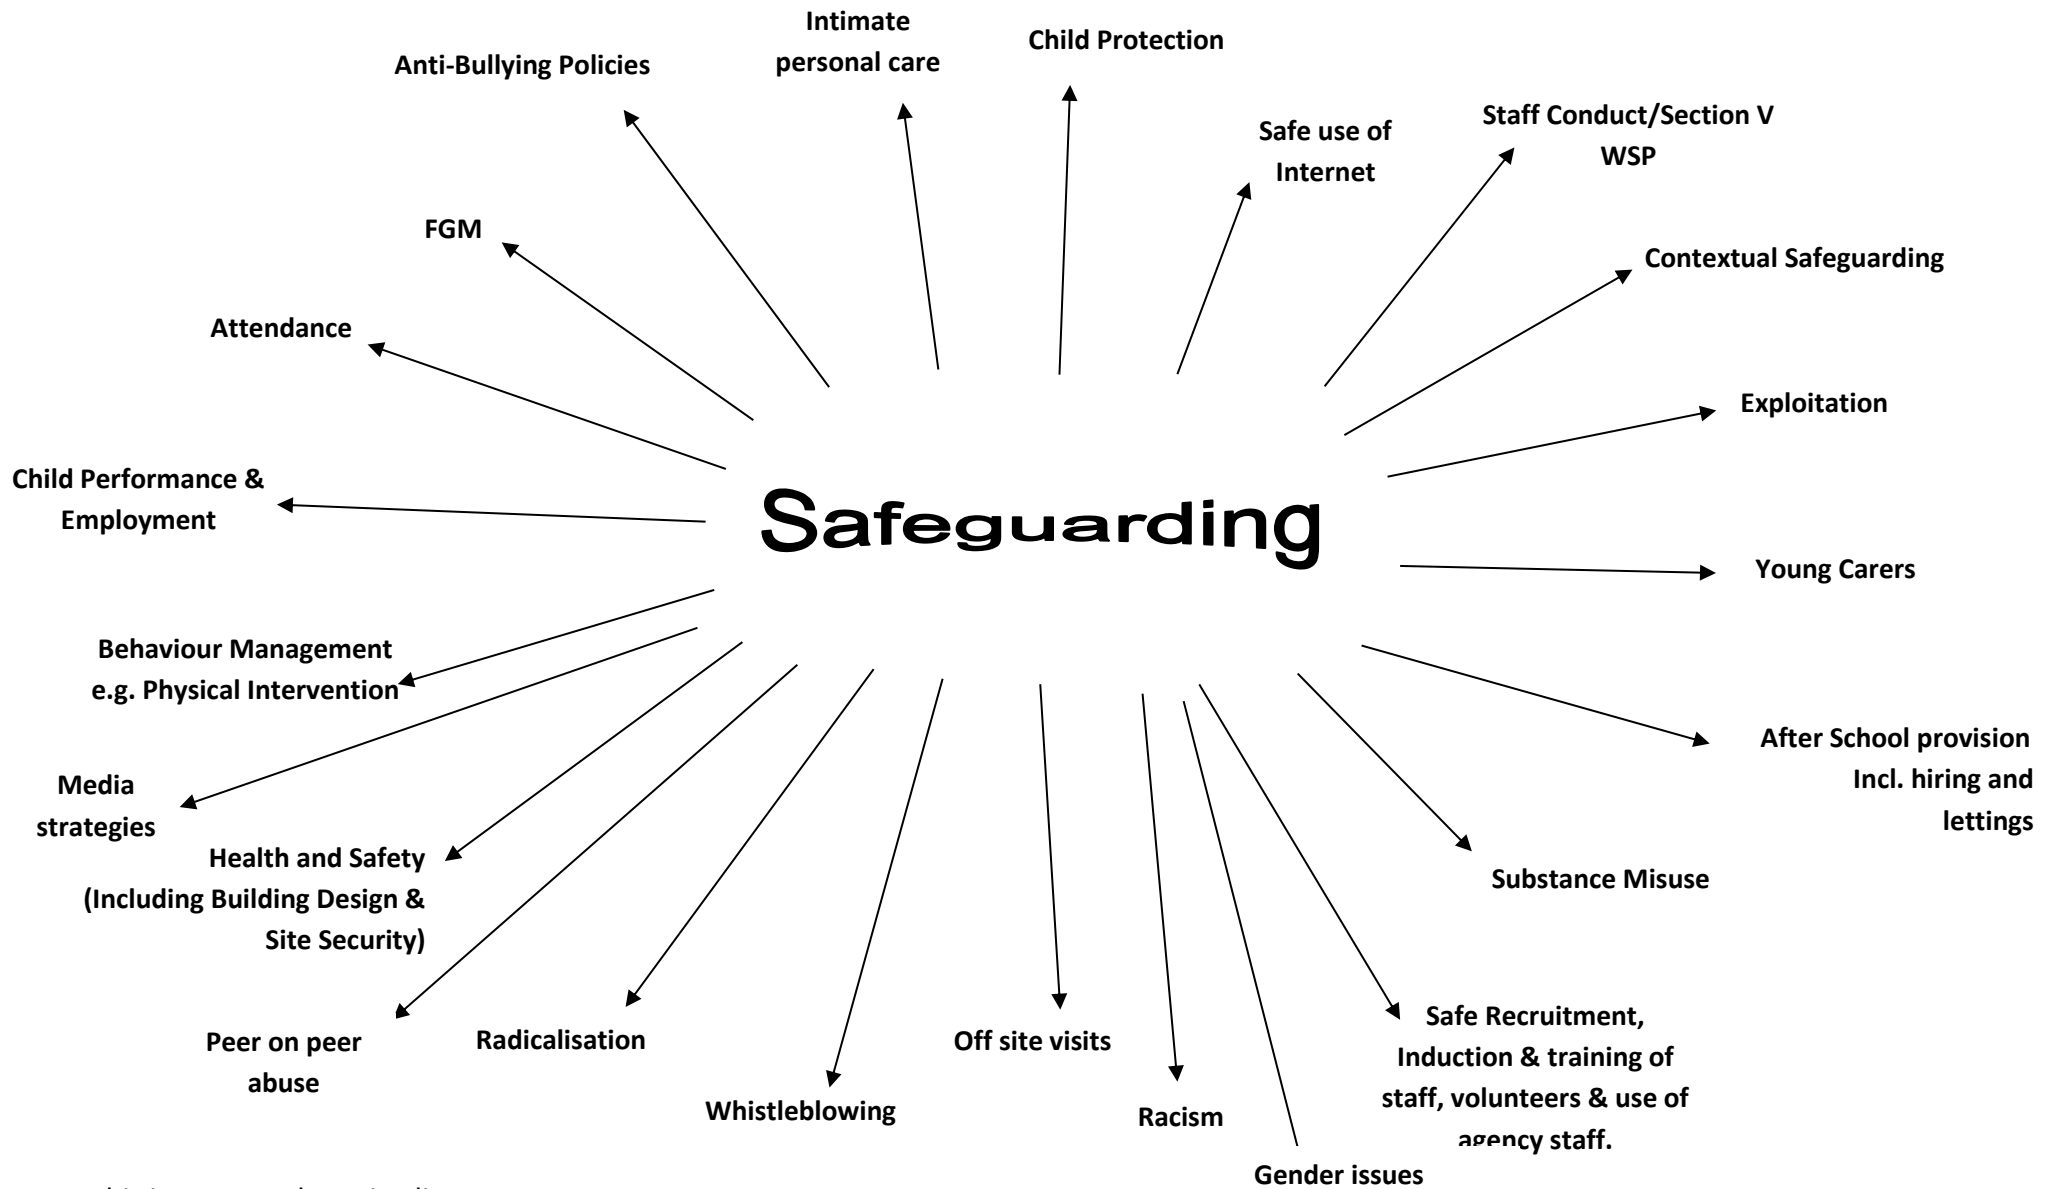 Intimate
personal care
Child Protection
Anti-Bullying Policies
Staff Conduct/Section V
WSP
Safe use of
Internet
FGM
Contextual Safeguarding
Attendance
Exploitation
Child Performance &
Employment
Safeguarding
Young Carers
Behaviour Management
e.g. Physical Intervention
After School provision
Incl. hiring and
lettings
Media
strategies
Health and Safety
(Including Building Design &
Site Security)
Substance Misuse
Peer on peer
abuse
Radicalisation
Off site visits
Safe Recruitment,
Induction & training of
staff, volunteers & use of
agency staff.
Whistleblowing
Racism
Gender issues